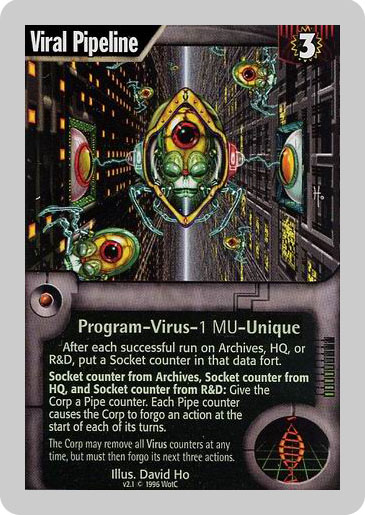 Viral Pipeline
3
Program-Virus-1 MU-Unique
After each successful run on Archives, HQ, or
R&D, put a Socket counter in that data fort.
Socket counter from Archives, Socket counter from
HQ, and Socket counter from R&D: Give the
Corp a Pipe counter. Each Pipe counter
causes the Corp to forgo an action at the
start of each of its turns.
The Corp may remove all Virus counters at any
time, but must then forgo its next three actions.
Illus. David Ho
v2.1 © 1996 WotC